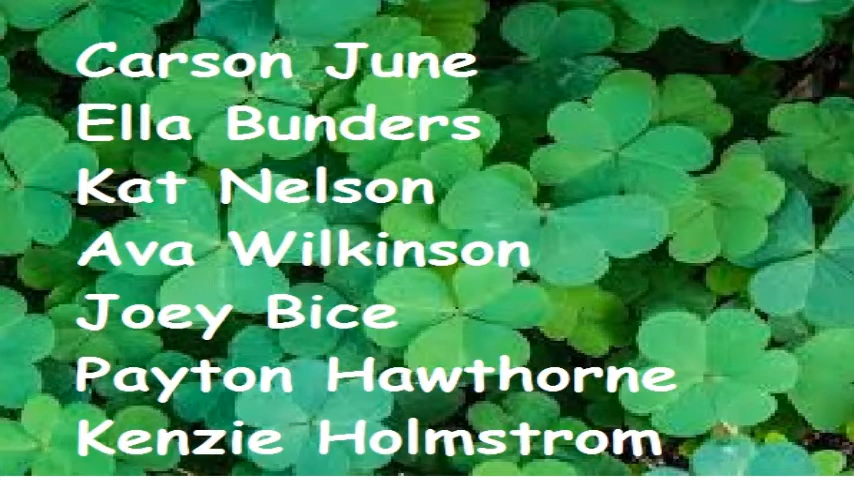 Carson June
Ella Bunders
Kat Nelson
Ava Wilkinson
Joey Bice
Payton Hawthorne
Kenzie Holmstrom